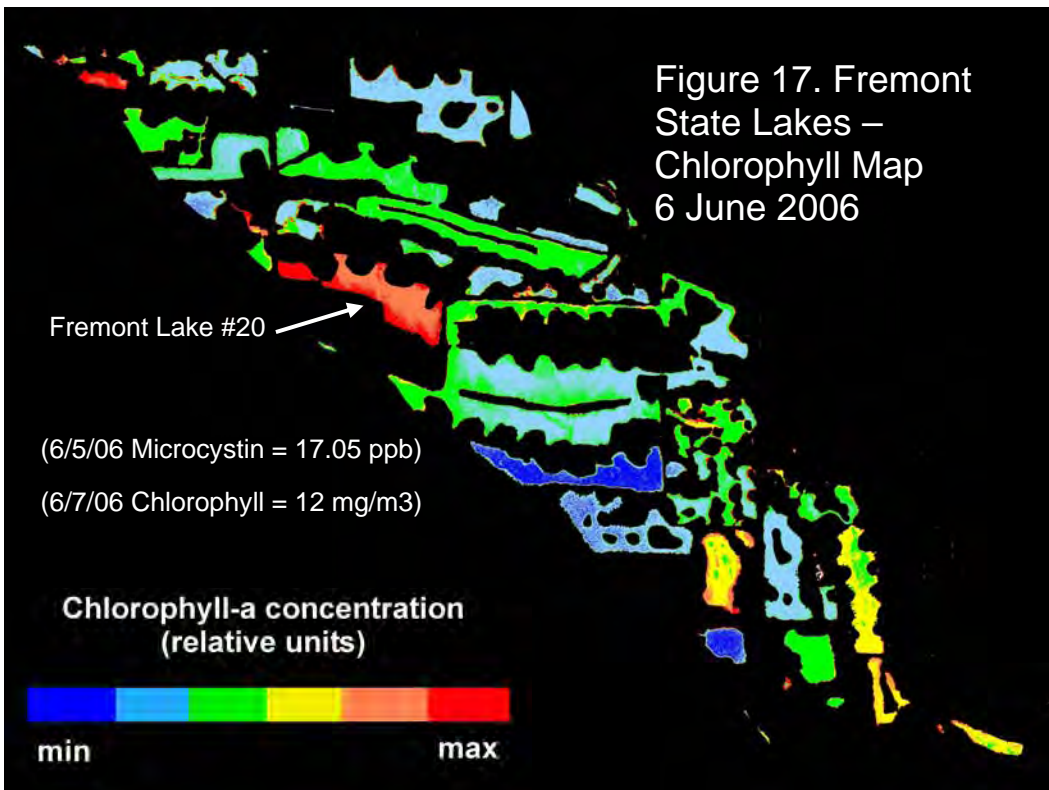 Figure 17. Fremont
State Lakes –
Chlorophyll Map
6 June 2006
Fremont Lake #20
(6/5/06 Microcystin = 17.05 ppb)
(6/7/06 Chlorophyll = 12 mg/m3)
Chlorophyll-a concentration
(relative units)
min max